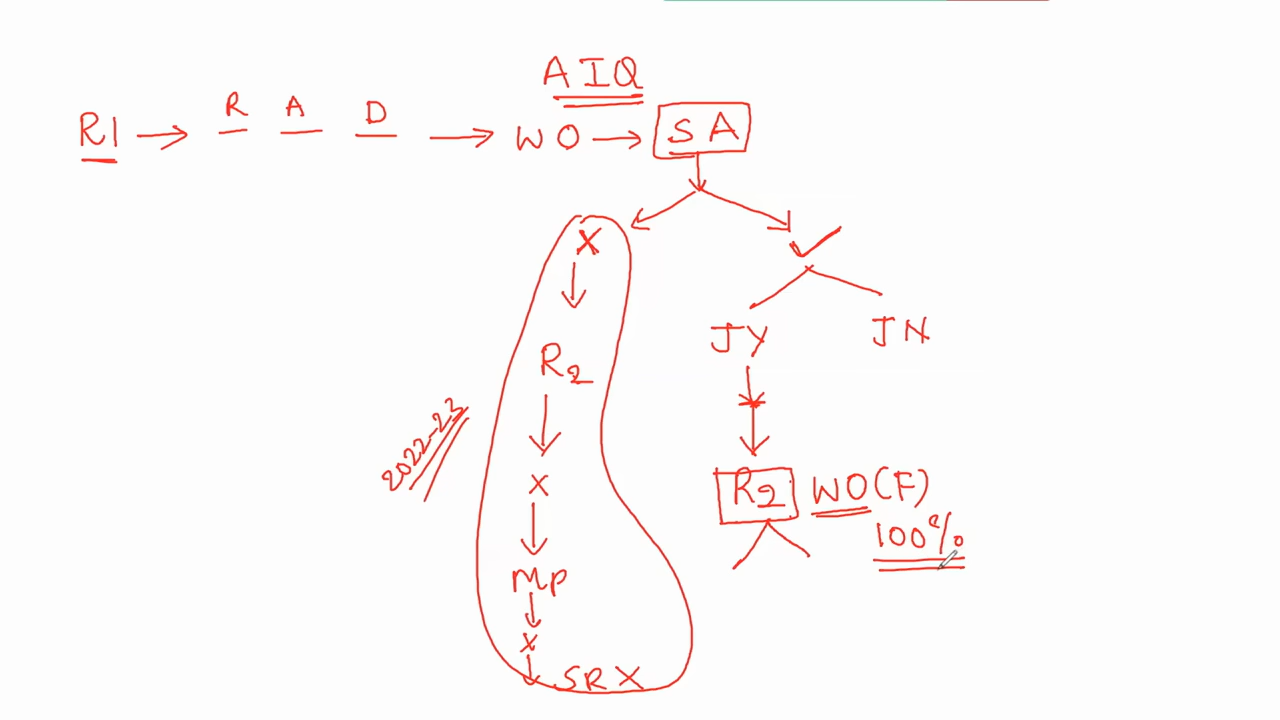 AIQ
R1 → R A D → WO → SA
X ✓
JY JN
R2
2022-23
X R2 WO(F)
100%
MP
X
SRX